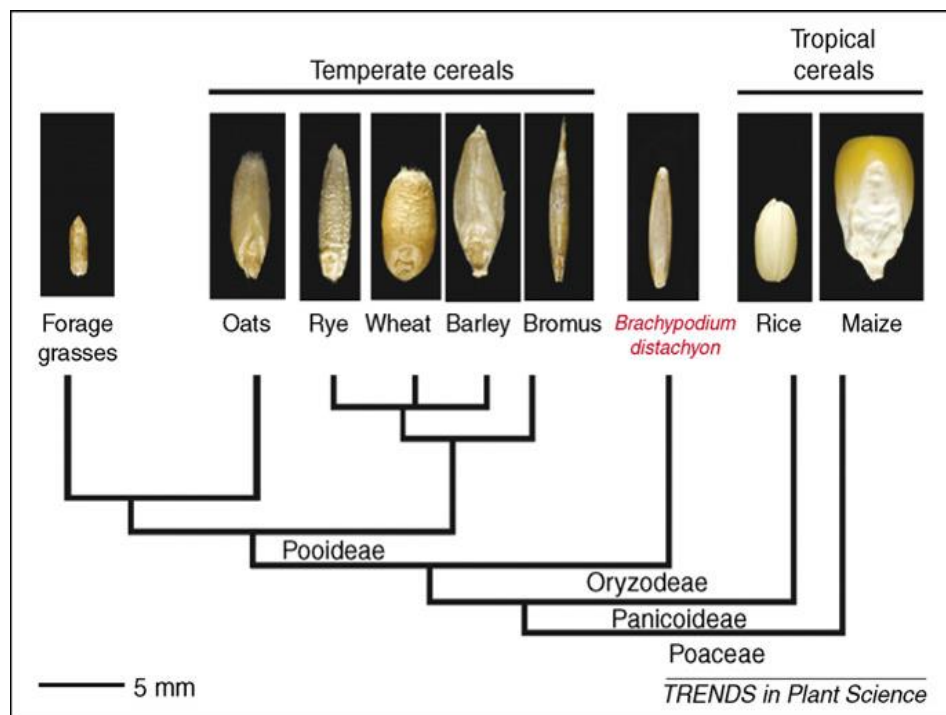 Temperate cereals
Tropical
cereals
Forage
grasses
Oats
Rye
Wheat
Barley
Bromus
Brachypodium
distachyon
Rice
Maize
Pooideae
Oryzodeae
Panicoideae
Poaceae
5 mm
TRENDS in Plant Science